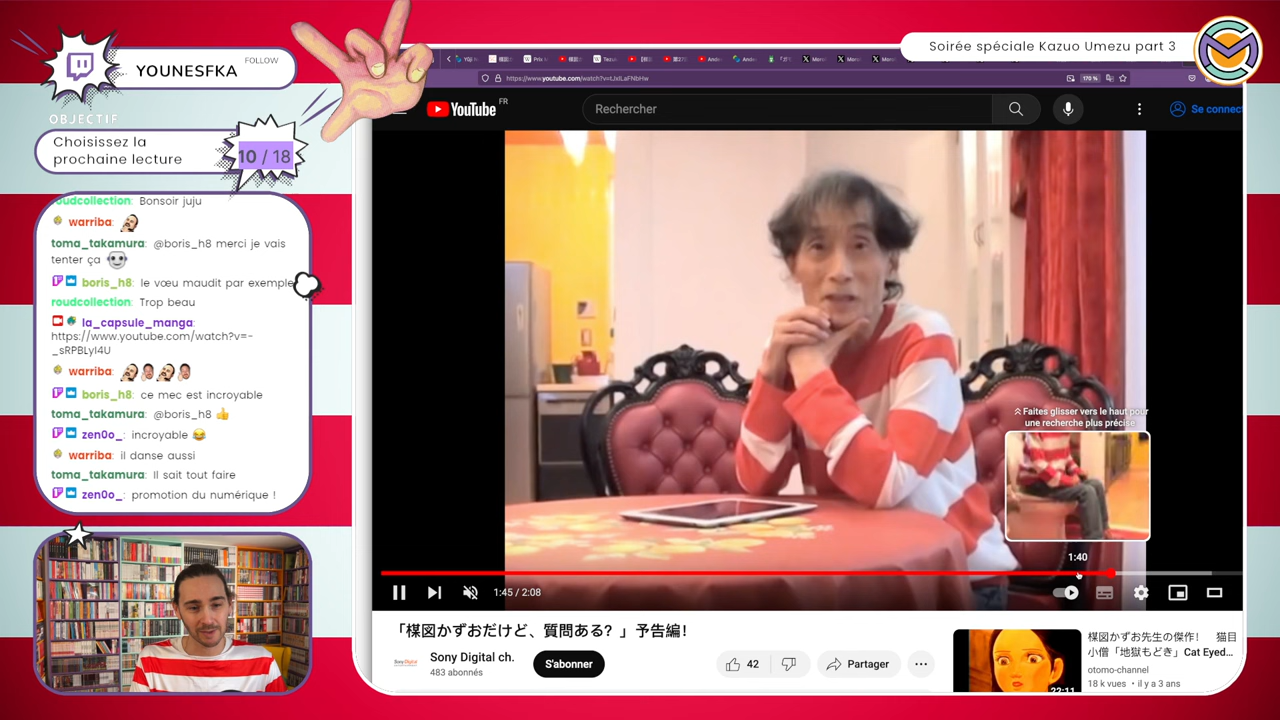 YOUNESFKA
FOLLOW
OBJECTIF
Choisissez la
prochaine lecture
10 / 18
roudcollection: Bonsoir juju
warriba:
toma_takamura: @boris_h8 merci je vais
tenter ça
boris_h8: le vœu maudit par exemple
roudcollection: Trop beau
la_capsule_manga:
https://www.youtube.com/watch?v=-
_sRPBLyI4U
warriba:
boris_h8: ce mec est incroyable
toma_takamura: @boris_h8
zen0o_: incroyable
warriba: il danse aussi
toma_takamura: Il sait tout faire
zen0o_: promotion du numérique !
Soirée spéciale Kazuo Umezu part 3
170 %
YouTube FR
Rechercher
Se connect
Faites glisser vers le haut pour
une recherche plus précise
1:40
1:45 / 2:08
「楳図かずおだけど、質問ある？」予告編！
Sony Digital ch.
483 abonnés
S'abonner
42
Partager
楳図かずお先生の傑作！ 猫目
小僧「地獄もどき」Cat Eyed...
otomo-channel
18 k vues • il y a 3 ans
22:11